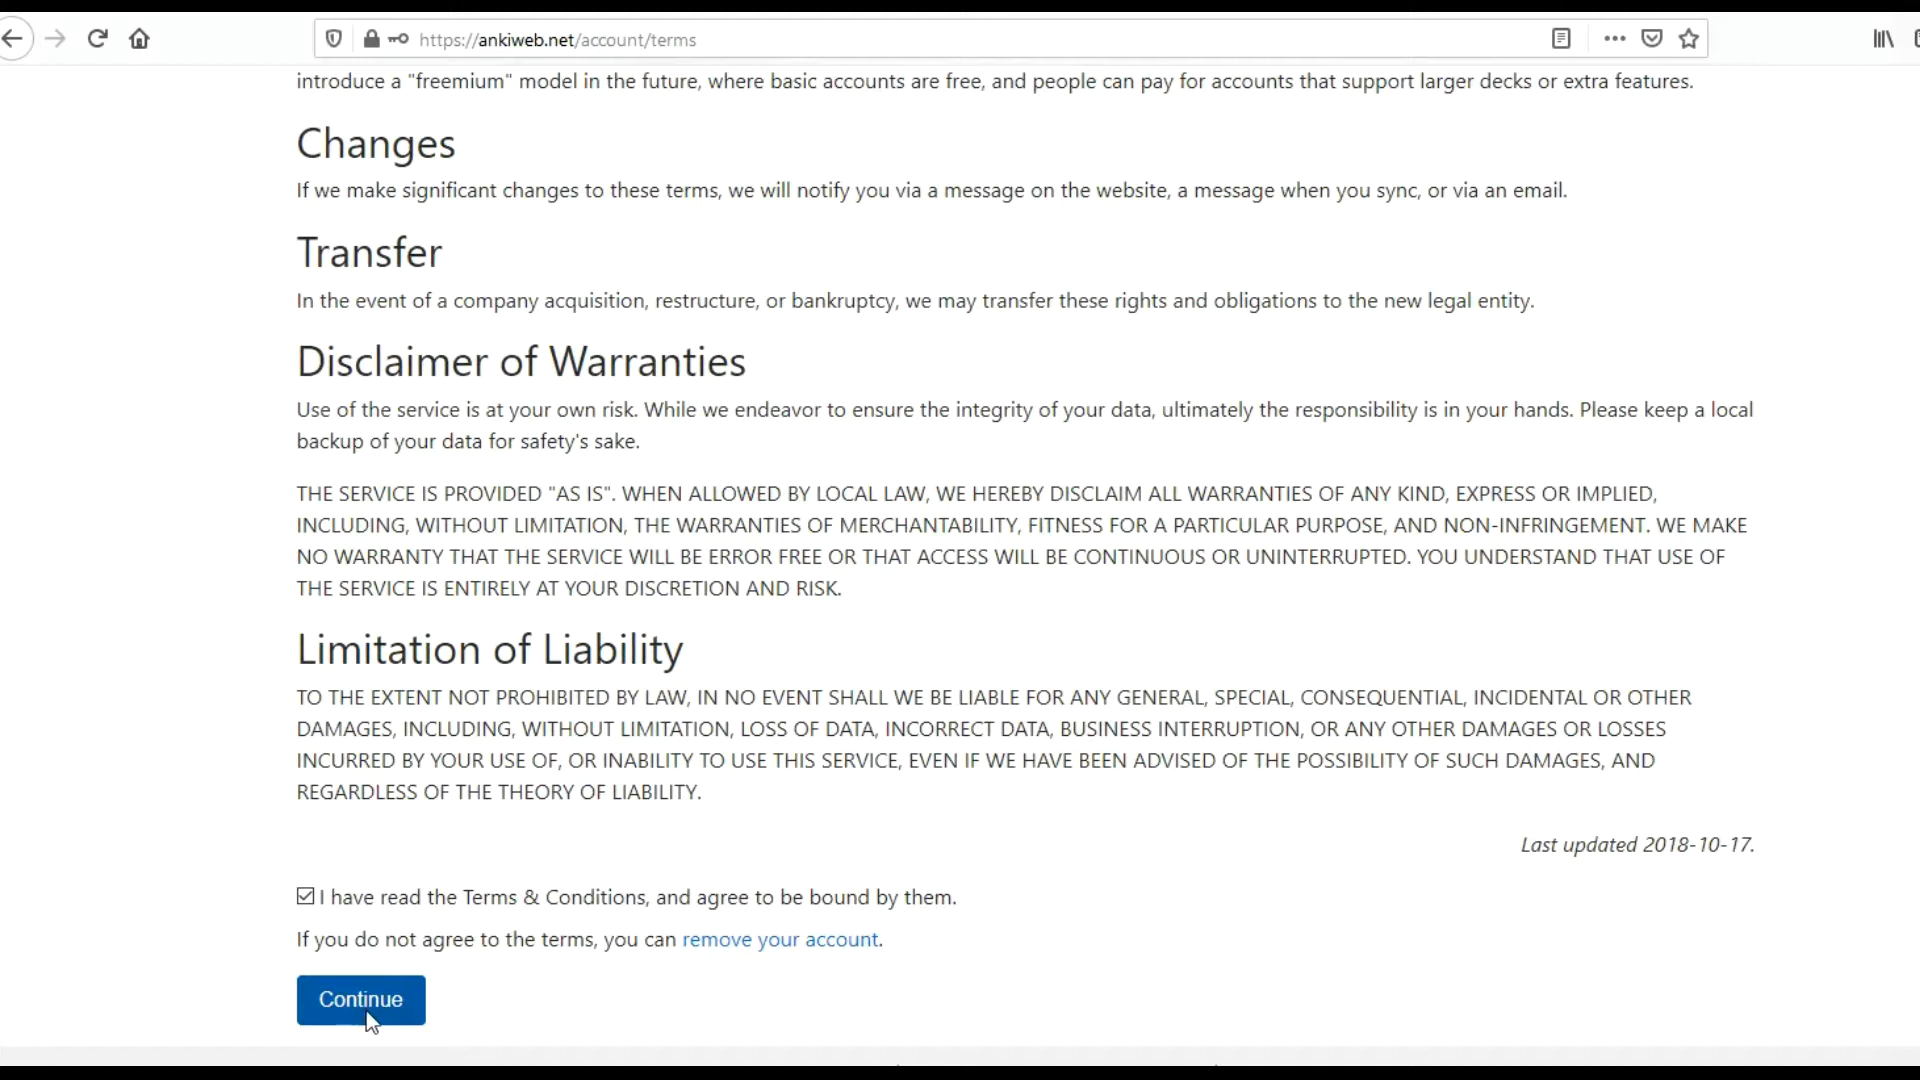 https://ankiweb.net/account/terms
introduce a "freemium" model in the future, where basic accounts are free, and people can pay for accounts that support larger decks or extra features.
Changes
If we make significant changes to these terms, we will notify you via a message on the website, a message when you sync, or via an email.
Transfer
In the event of a company acquisition, restructure, or bankruptcy, we may transfer these rights and obligations to the new legal entity.
Disclaimer of Warranties
Use of the service is at your own risk. While we endeavor to ensure the integrity of your data, ultimately the responsibility is in your hands. Please keep a local
backup of your data for safety's sake.
THE SERVICE IS PROVIDED "AS IS". WHEN ALLOWED BY LOCAL LAW, WE HEREBY DISCLAIM ALL WARRANTIES OF ANY KIND, EXPRESS OR IMPLIED,
INCLUDING, WITHOUT LIMITATION, THE WARRANTIES OF MERCHANTABILITY, FITNESS FOR A PARTICULAR PURPOSE, AND NON-INFRINGEMENT. WE MAKE
NO WARRANTY THAT THE SERVICE WILL BE ERROR FREE OR THAT ACCESS WILL BE CONTINUOUS OR UNINTERRUPTED. YOU UNDERSTAND THAT USE OF
THE SERVICE IS ENTIRELY AT YOUR DISCRETION AND RISK.
Limitation of Liability
TO THE EXTENT NOT PROHIBITED BY LAW, IN NO EVENT SHALL WE BE LIABLE FOR ANY GENERAL, SPECIAL, CONSEQUENTIAL, INCIDENTAL OR OTHER
DAMAGES, INCLUDING, WITHOUT LIMITATION, LOSS OF DATA, INCORRECT DATA, BUSINESS INTERRUPTION, OR ANY OTHER DAMAGES OR LOSSES
INCURRED BY YOUR USE OF, OR INABILITY TO USE THIS SERVICE, EVEN IF WE HAVE BEEN ADVISED OF THE POSSIBILITY OF SUCH DAMAGES, AND
REGARDLESS OF THE THEORY OF LIABILITY.
Last updated 2018-10-17.
I have read the Terms & Conditions, and agree to be bound by them.
If you do not agree to the terms, you can remove your account.
Continue